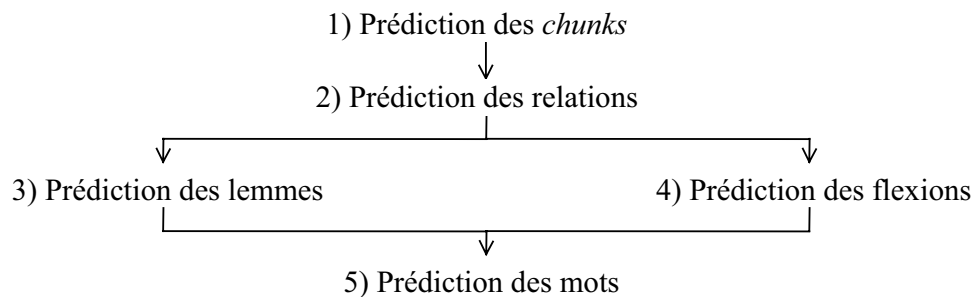 1) Prédiction des chunks
2) Prédiction des relations
3) Prédiction des lemmes
4) Prédiction des flexions
5) Prédiction des mots